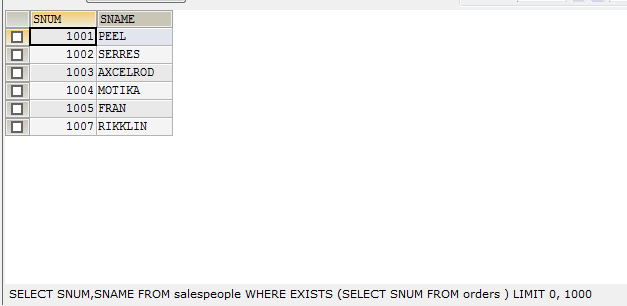 SNUM SNAME
1001 PEEL
1002 SERRES
1003 AXCELROD
1004 MOTIKA
1005 FRAN
1007 RIKKLIN
SELECT SNUM,SNAME FROM salespeople WHERE EXISTS (SELECT SNUM FROM orders ) LIMIT 0, 1000